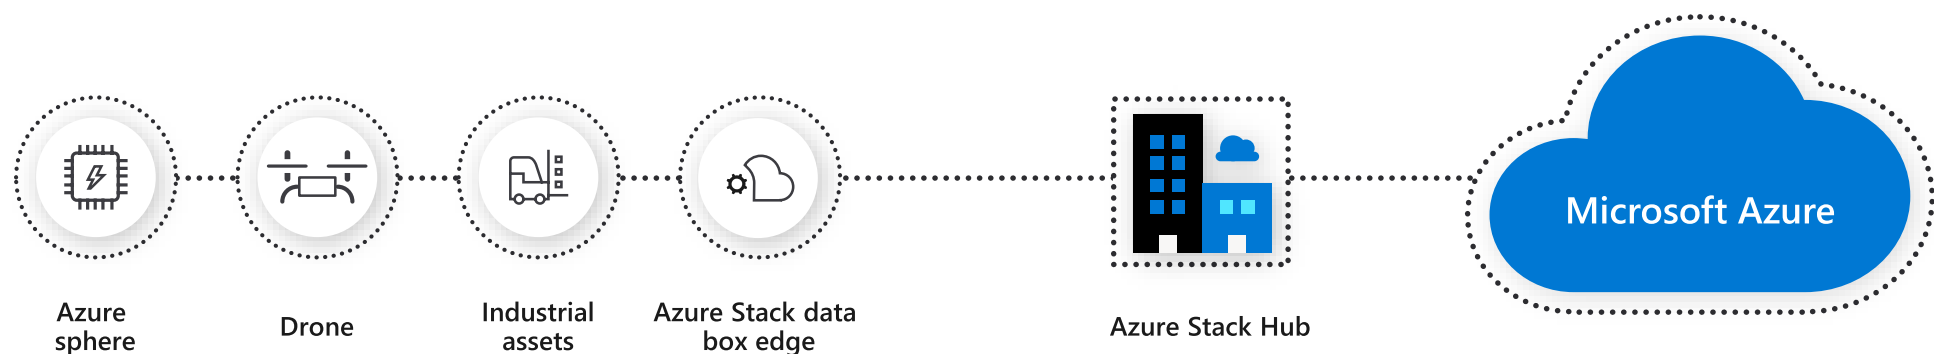 Microsoft Azure
Azure
sphere
Drone
Industrial
assets
Azure Stack data
box edge
Azure Stack Hub